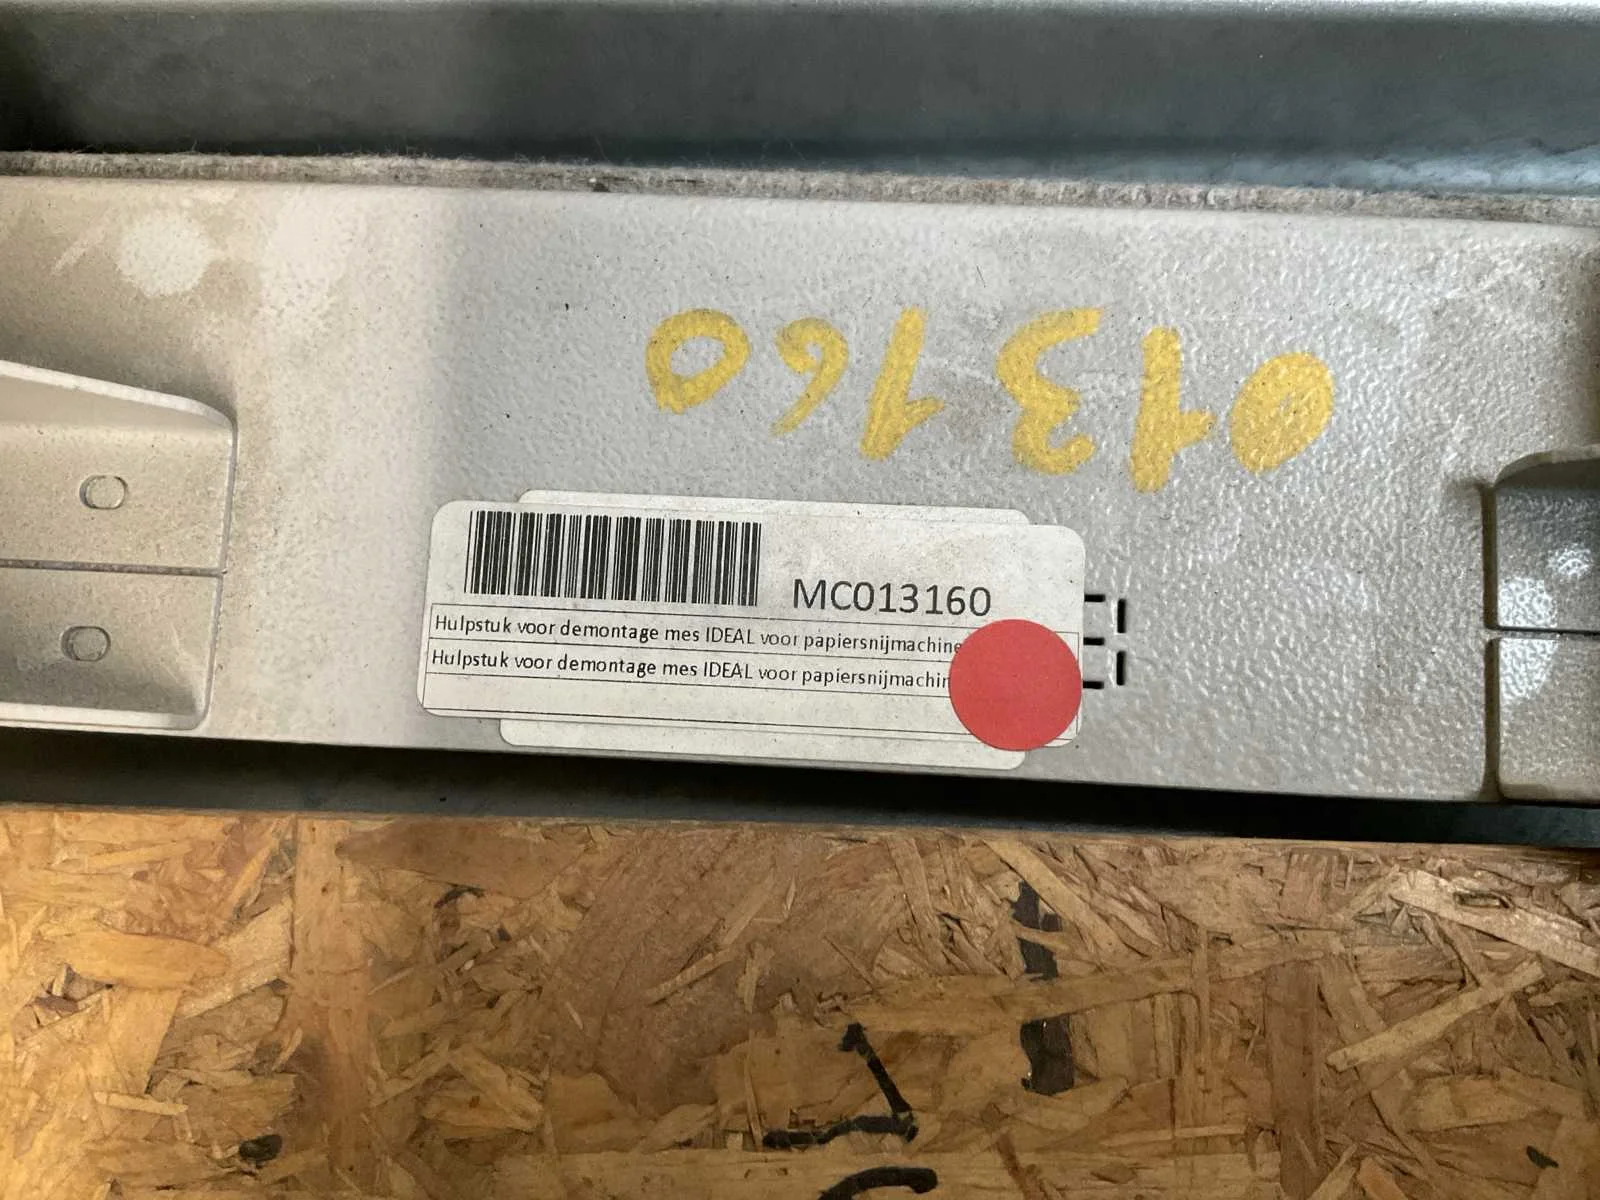 013160
MC013160
Hulpstuk voor demontage mes IDEAL voor papiersnijmachine
Hulpstuk voor demontage mes IDEAL voor papiersnijmachin